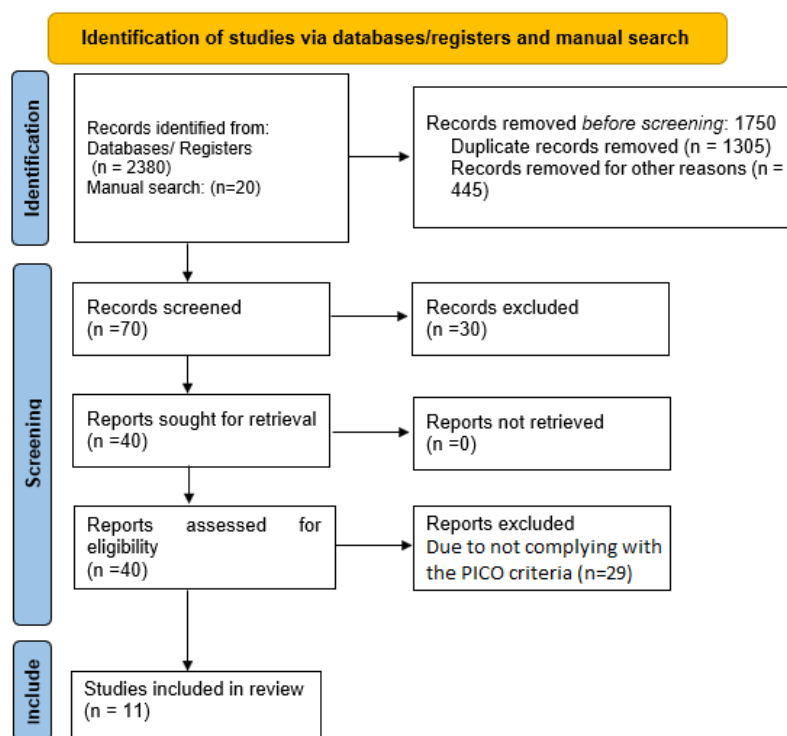 Identification of studies via databases/registers and manual search
Identification
Records identified from:
Databases/ Registers
(n = 2380)
Manual search: (n=20)
Records removed before screening: 1750
Duplicate records removed (n = 1305)
Records removed for other reasons (n =
445)
Screening
Records screened
(n =70)
Records excluded
(n =30)
Reports sought for retrieval
(n =40)
Reports not retrieved
(n =0)
Reports assessed for
eligibility
(n =40)
Reports excluded
Due to not complying with
the PICO criteria (n=29)
Include
Studies included in review
(n = 11)